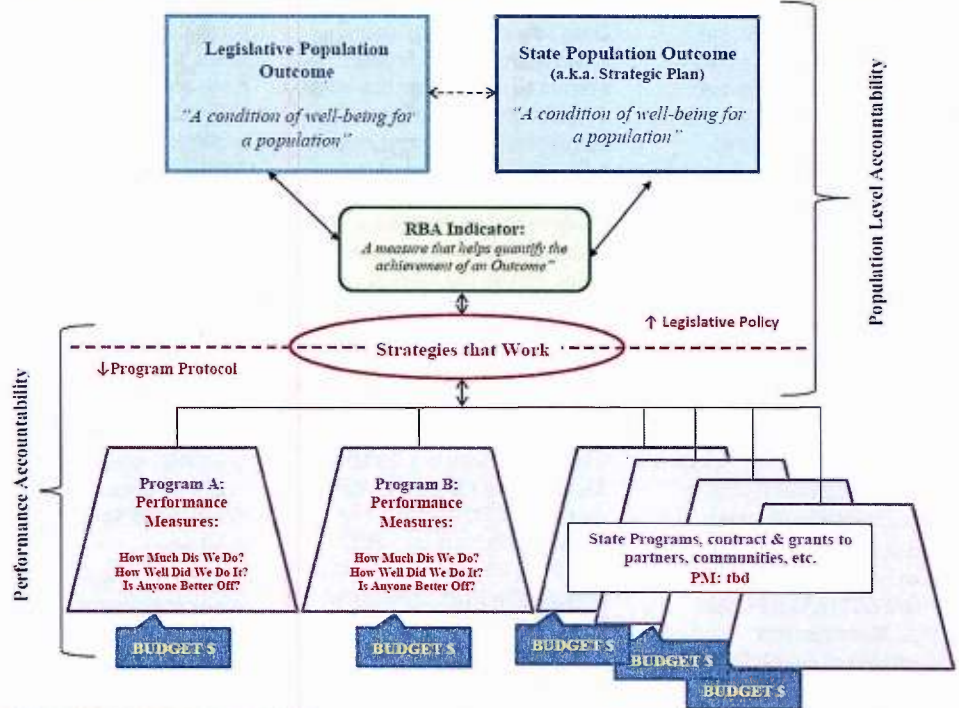 Legislative Population
Outcome
"A condition of well-being for
a population"
State Population Outcome
(a.k.a. Strategic Plan)
"A condition of well-being for
a population"
RBA Indicator:
A measure that helps quantify the
achievement of an Outcome"
Population Level Accountability
↑ Legislative Policy
Strategies that Work
↓Program Protocol
Performance Accountability
Program A:
Performance
Measures:
How Much Dis We Do?
How Well Did We Do It?
Is Anyone Better Off?
Program B:
Performance
Measures:
How Much Dis We Do?
How Well Did We Do It?
Is Anyone Better Off?
State Programs, contract & grants to
partners, communities, etc.
PM: tbd
BUDGET $
BUDGET $
BUDGET $
BUDGET $
BUDGET $